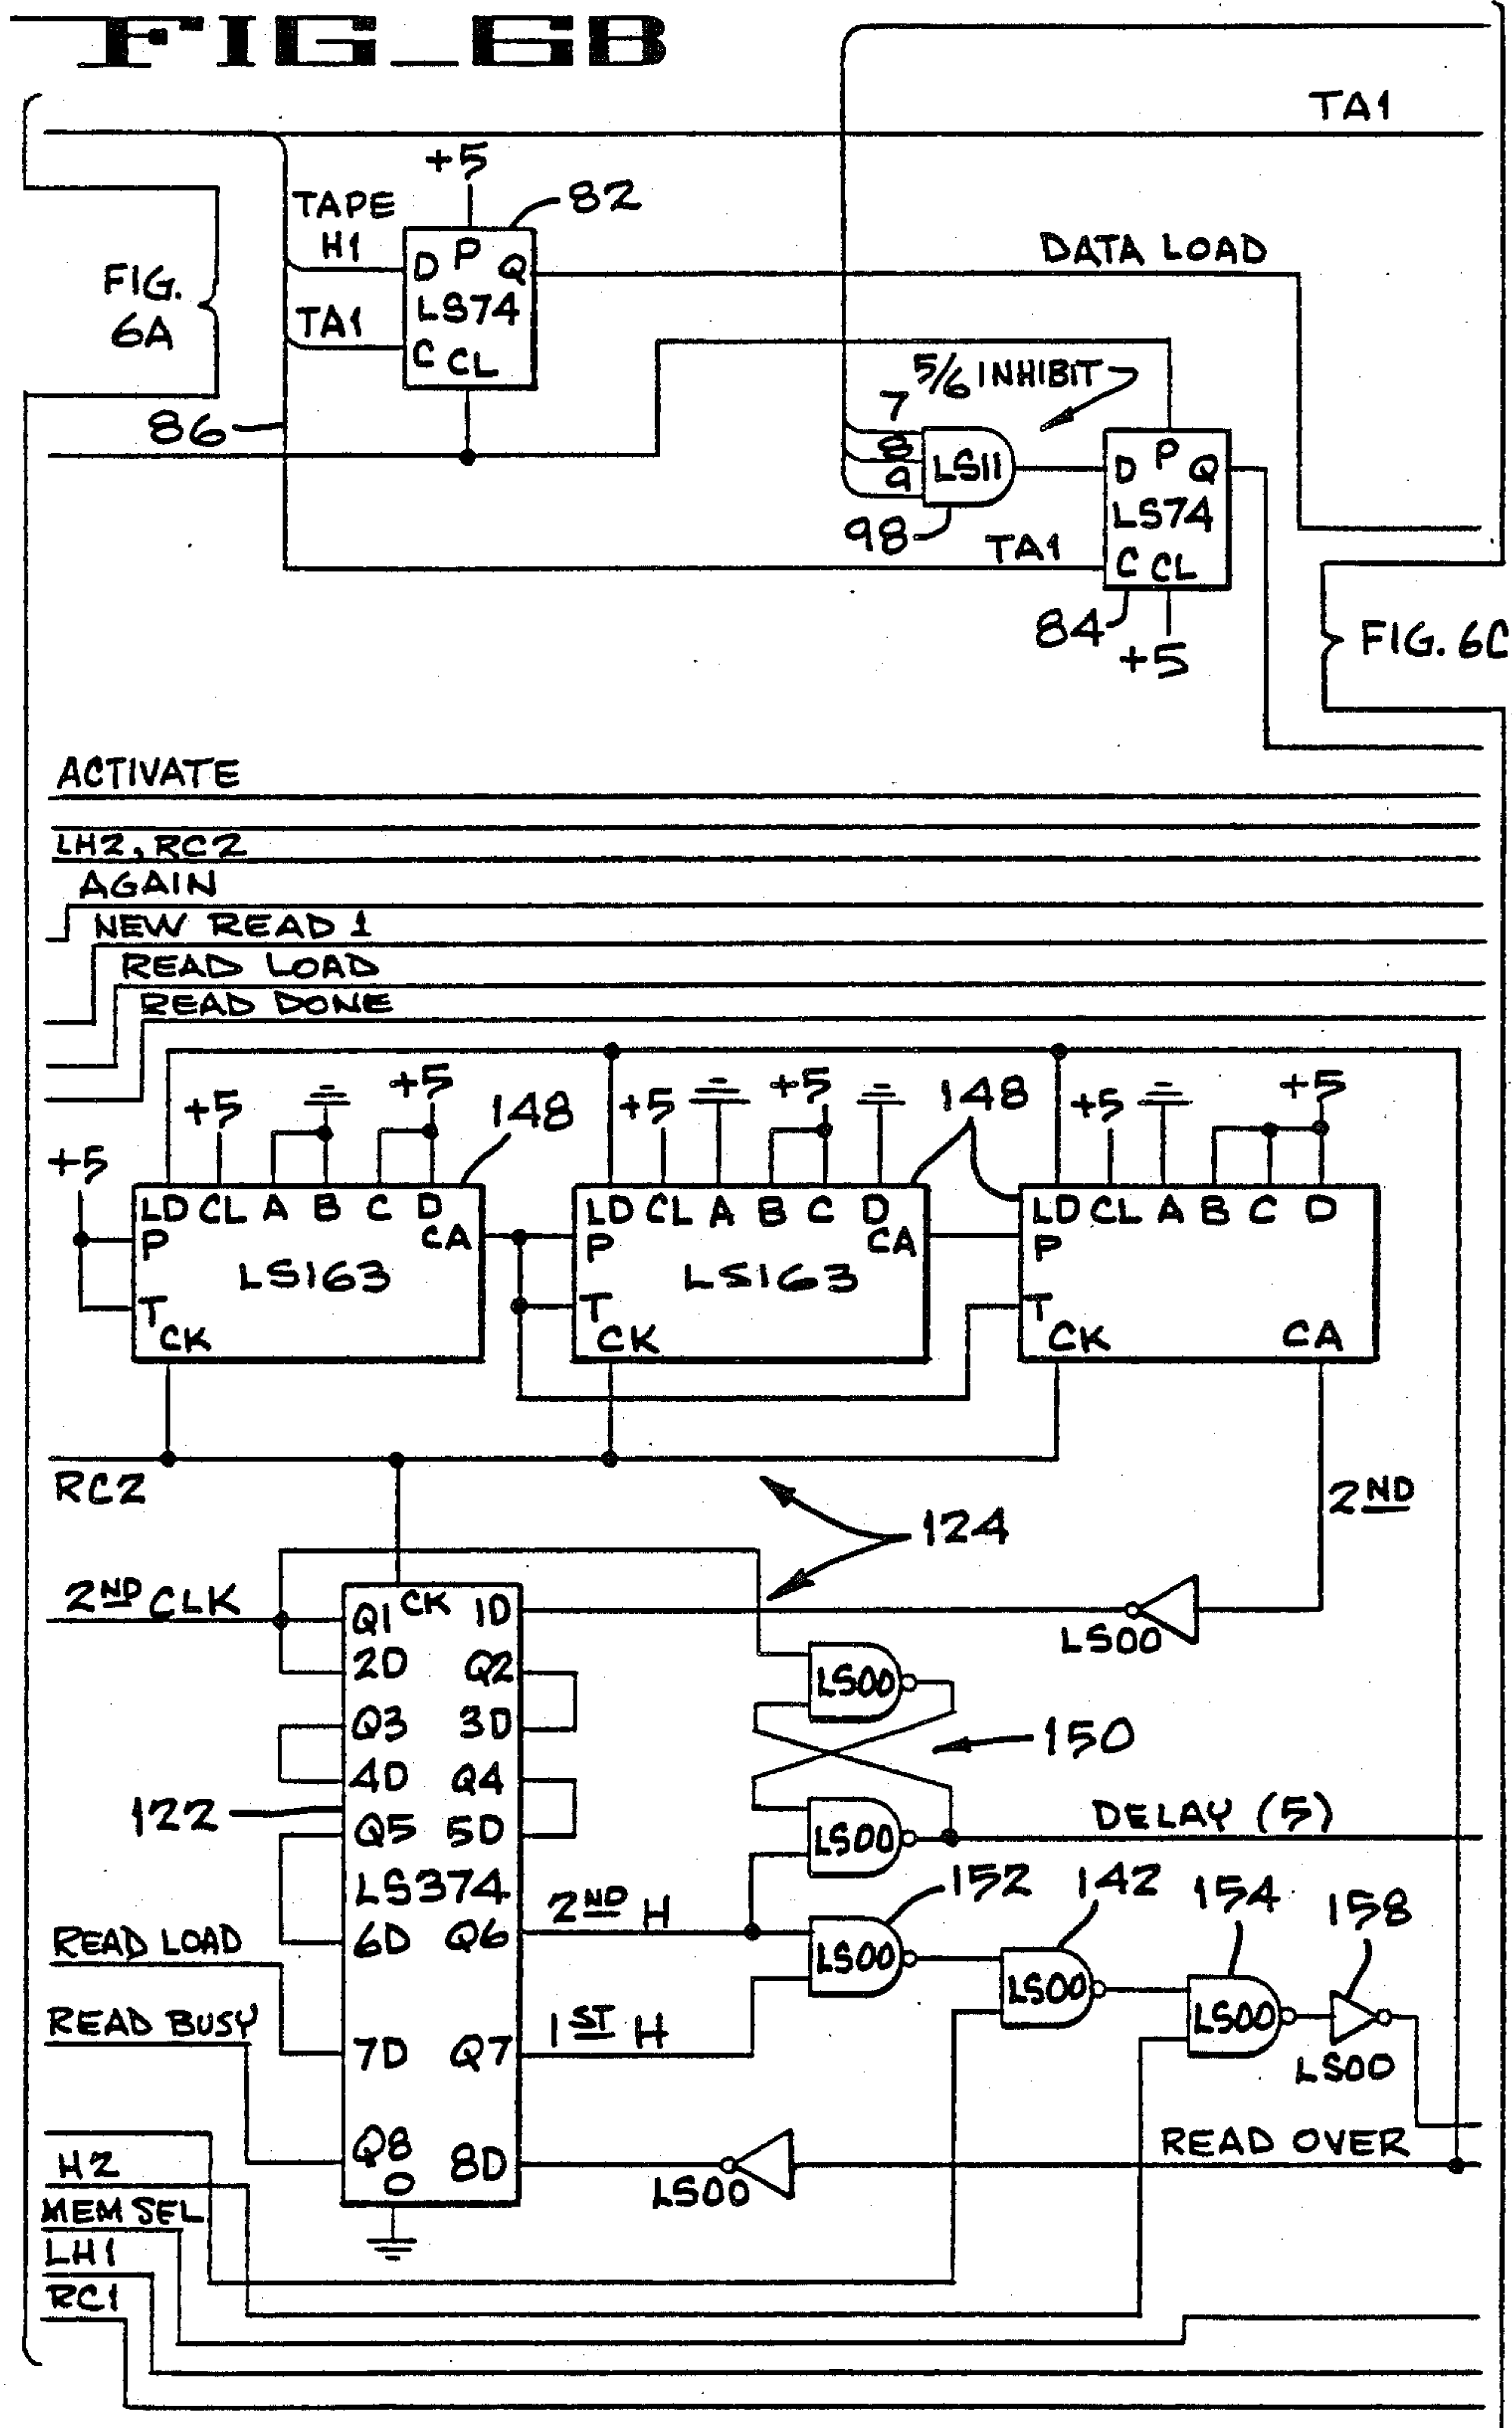 FIG_6B
TA1
+5
82
TAPE
H1
D P Q
DATA LOAD
FIG.
6A
LS74
TA1
C CL
5/6 INHIBIT
7
8
9
86
LS11
D P Q
LS74
98
TA1
C CL
84
+5
FIG. 6C
ACTIVATE
LH2, RC2
AGAIN
NEW READ 1
READ LOAD
READ DONE
+5
+5
148
+5
+5
148
+5
+5
+5
LD CL A B C D
LD CL A B C D
LD CL A B C D
P
CA
P
CA
P
LS163
LS163
T
T
T
CK
CK
CK
CA
RC2
2ND
124
2ND CLK
Q1 CK 1D
LS00
2D Q2
LS00
Q3 3D
150
4D Q4
122
Q5 5D
LS00
DELAY (5)
LS374
2ND H
152
142
154
158
6D Q6
READ LOAD
LS00
LS00
LS00
READ BUSY
1ST H
7D Q7
LS00
Q8
READ OVER
H2
O
8D
LS00
MEM SEL
LH1
RC1